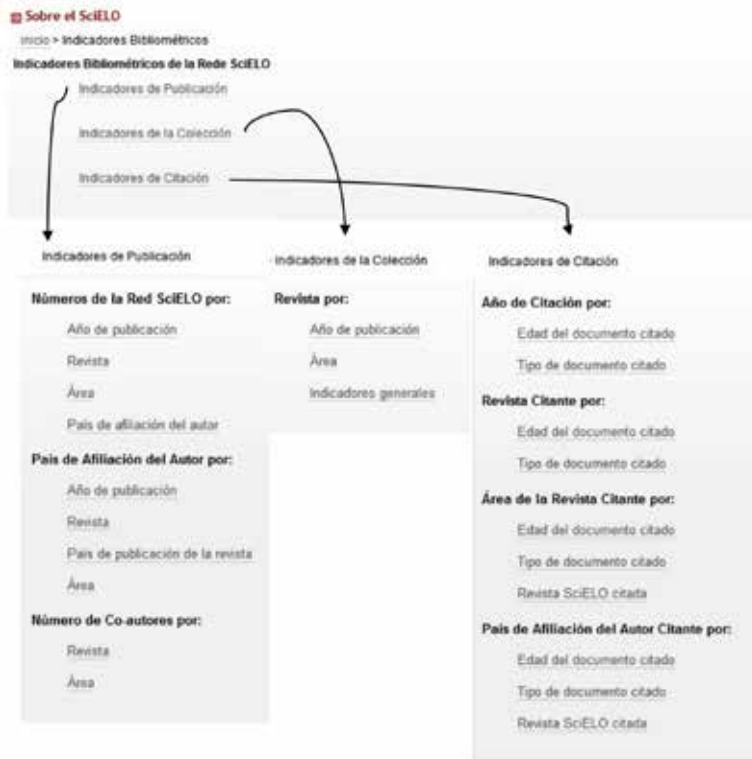 Sobre el SciELO
Inicio > Indicadores Bibliométricos
Indicadores Bibliométricos de la Rede SciELO
Indicadores de Publicación
Indicadores de la Colección
Indicadores de Citación
Indicadores de Publicación
Números de la Red SciELO por:
Año de publicación
Revista
Área
País de afiliación del autor
País de Afiliación del Autor por:
Año de publicación
Revista
País de publicación de la revista
Área
Número de Co-autores por:
Revista
Área
Indicadores de la Colección
Revista por:
Año de publicación
Área
Indicadores generales
Indicadores de Citación
Año de Citación por:
Edad del documento citado
Tipo de documento citado
Revista Citante por:
Edad del documento citado
Tipo de documento citado
Área de la Revista Citante por:
Edad del documento citado
Tipo de documento citado
Revista SciELO citada
País de Afiliación del Autor Citante por:
Edad del documento citado
Tipo de documento citado
Revista SciELO citada